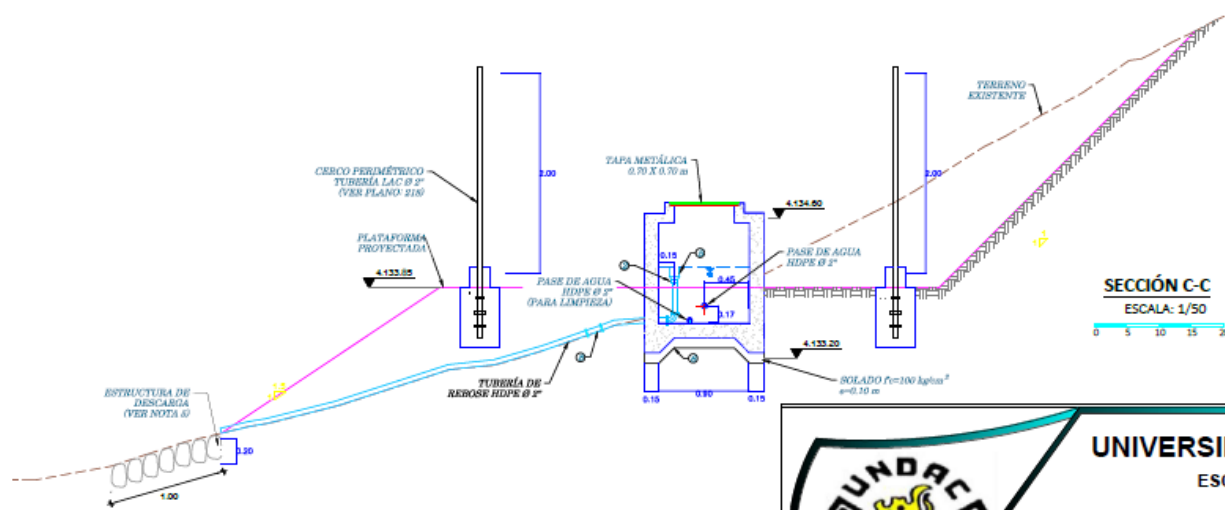 TERRENO
EXISTENTE
2.00
2.00
TAPA METÁLICA
0.70 X 0.70 m
CERCO PERIMÉTRICO
TUBERÍA LAC Ø 2"
(VER PLANO: 218)
4.134.60
PLATAFORMA
PROYECTADA
4.133.85
0.15
0.45
0.17
PASE DE AGUA
HDPE Ø 2"
PASE DE AGUA
HDPE Ø 2"
(PARA LIMPIEZA)
SECCIÓN C-C
ESCALA: 1/50
0 5 10 15 20
4.133.20
SOLADO f'c=100 kg/cm²
e=0.10 m
TUBERÍA DE
REBOSE HDPE Ø 2"
0.15
0.90
0.15
ESTRUCTURA DE
DESCARGA
(VER NOTA 5)
0.20
1.00